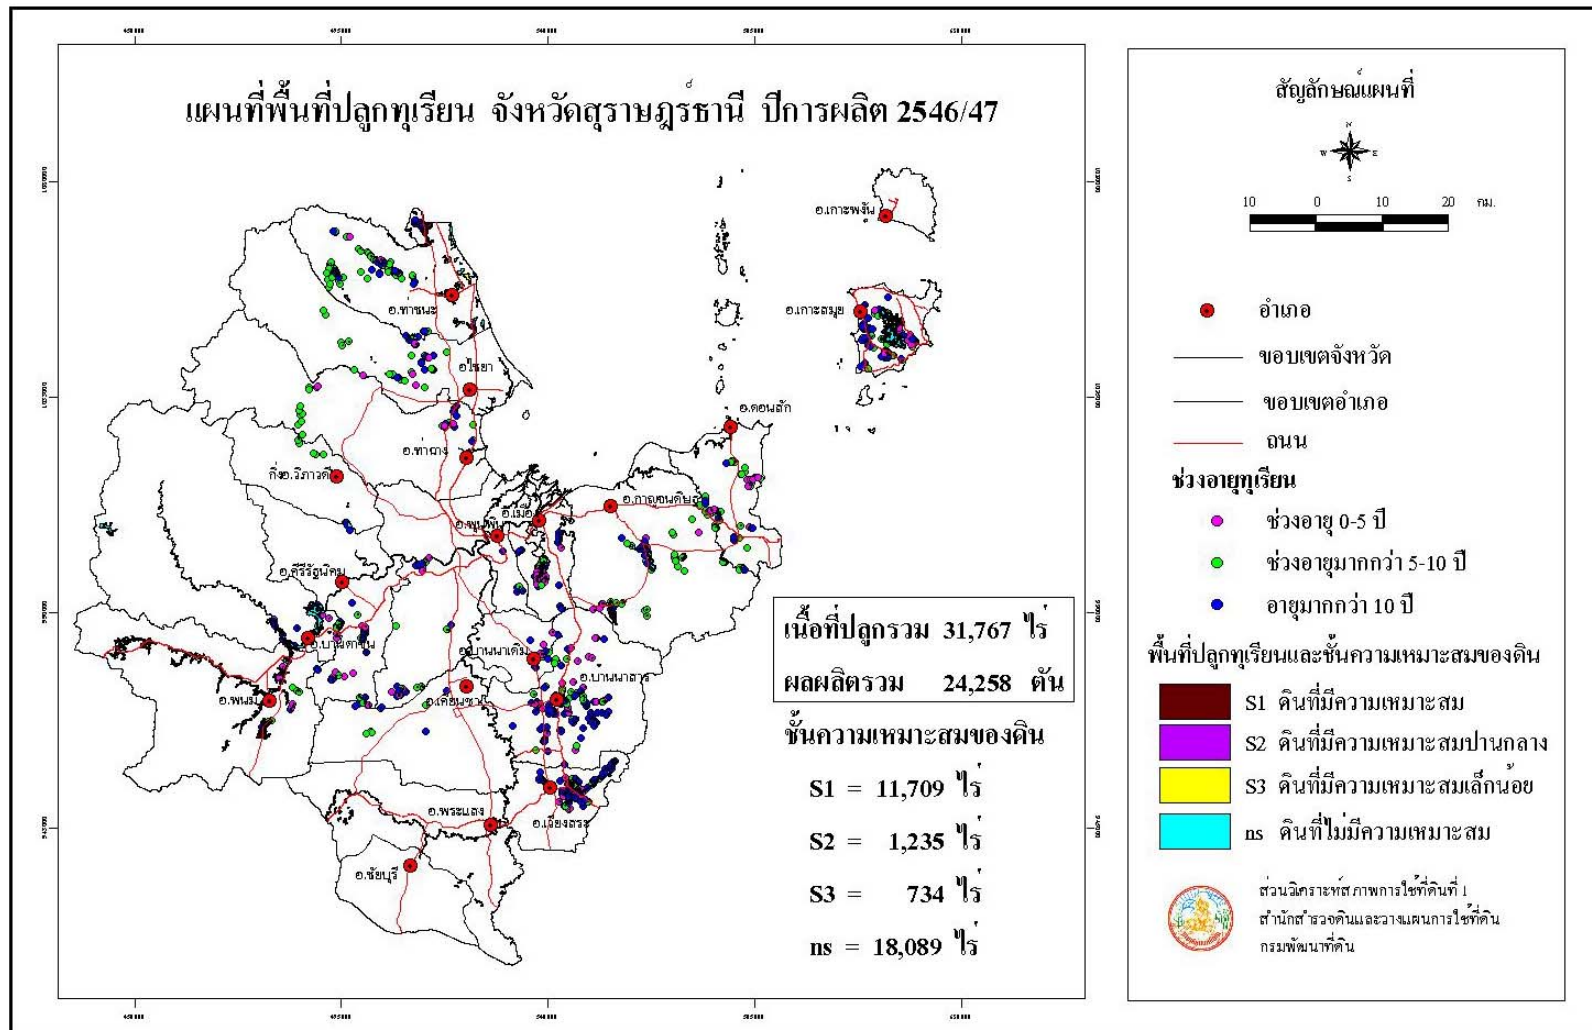 แผนที่พื้นที่ปลูกทุเรียน จังหวัดสุราษฎร์ธานี ปีการผลิต 2546/47
อ.เกาะพงัน
อ.ท่าชนะ
อ.เกาะสมุย
อ.ไชยา
อ.ดอนสัก
อ.ท่าฉาง
กิ่งอ.วิภาวดี
อ.กาญจนดิษฐ์
อ.เมือง
อ.พุนพิน
อ.คีรีรัฐนิคม
อ.บ้านตาขุน
อ.บ้านนาเดิม
อ.บ้านนาสาร
อ.พนม
อ.เคียนซา
อ.พระแสง
อ.เวียงสระ
อ.ชัยบุรี
เนื้อที่ปลูกรวม 31,767 ไร่
ผลผลิตรวม 24,258 ตัน
ชั้นความเหมาะสมของดิน
S1 = 11,709 ไร่
S2 = 1,235 ไร่
S3 = 734 ไร่
ns = 18,089 ไร่
สัญลักษณ์แผนที่
N
W E
S
10 0 10 20 กม.
อำเภอ
ขอบเขตจังหวัด
ขอบเขตอำเภอ
ถนน
ช่วงอายุทุเรียน
ช่วงอายุ 0-5 ปี
ช่วงอายุมากกว่า 5-10 ปี
อายุมากกว่า 10 ปี
พื้นที่ปลูกทุเรียนและชั้นความเหมาะสมของดิน
S1 ดินที่มีความเหมาะสม
S2 ดินที่มีความเหมาะสมปานกลาง
S3 ดินที่มีความเหมาะสมเล็กน้อย
ns ดินที่ไม่มีความเหมาะสม
ส่วนวิเคราะห์สภาพการใช้ที่ดินที่ 1
สำนักสำรวจดินและวางแผนการใช้ที่ดิน
กรมพัฒนาที่ดิน